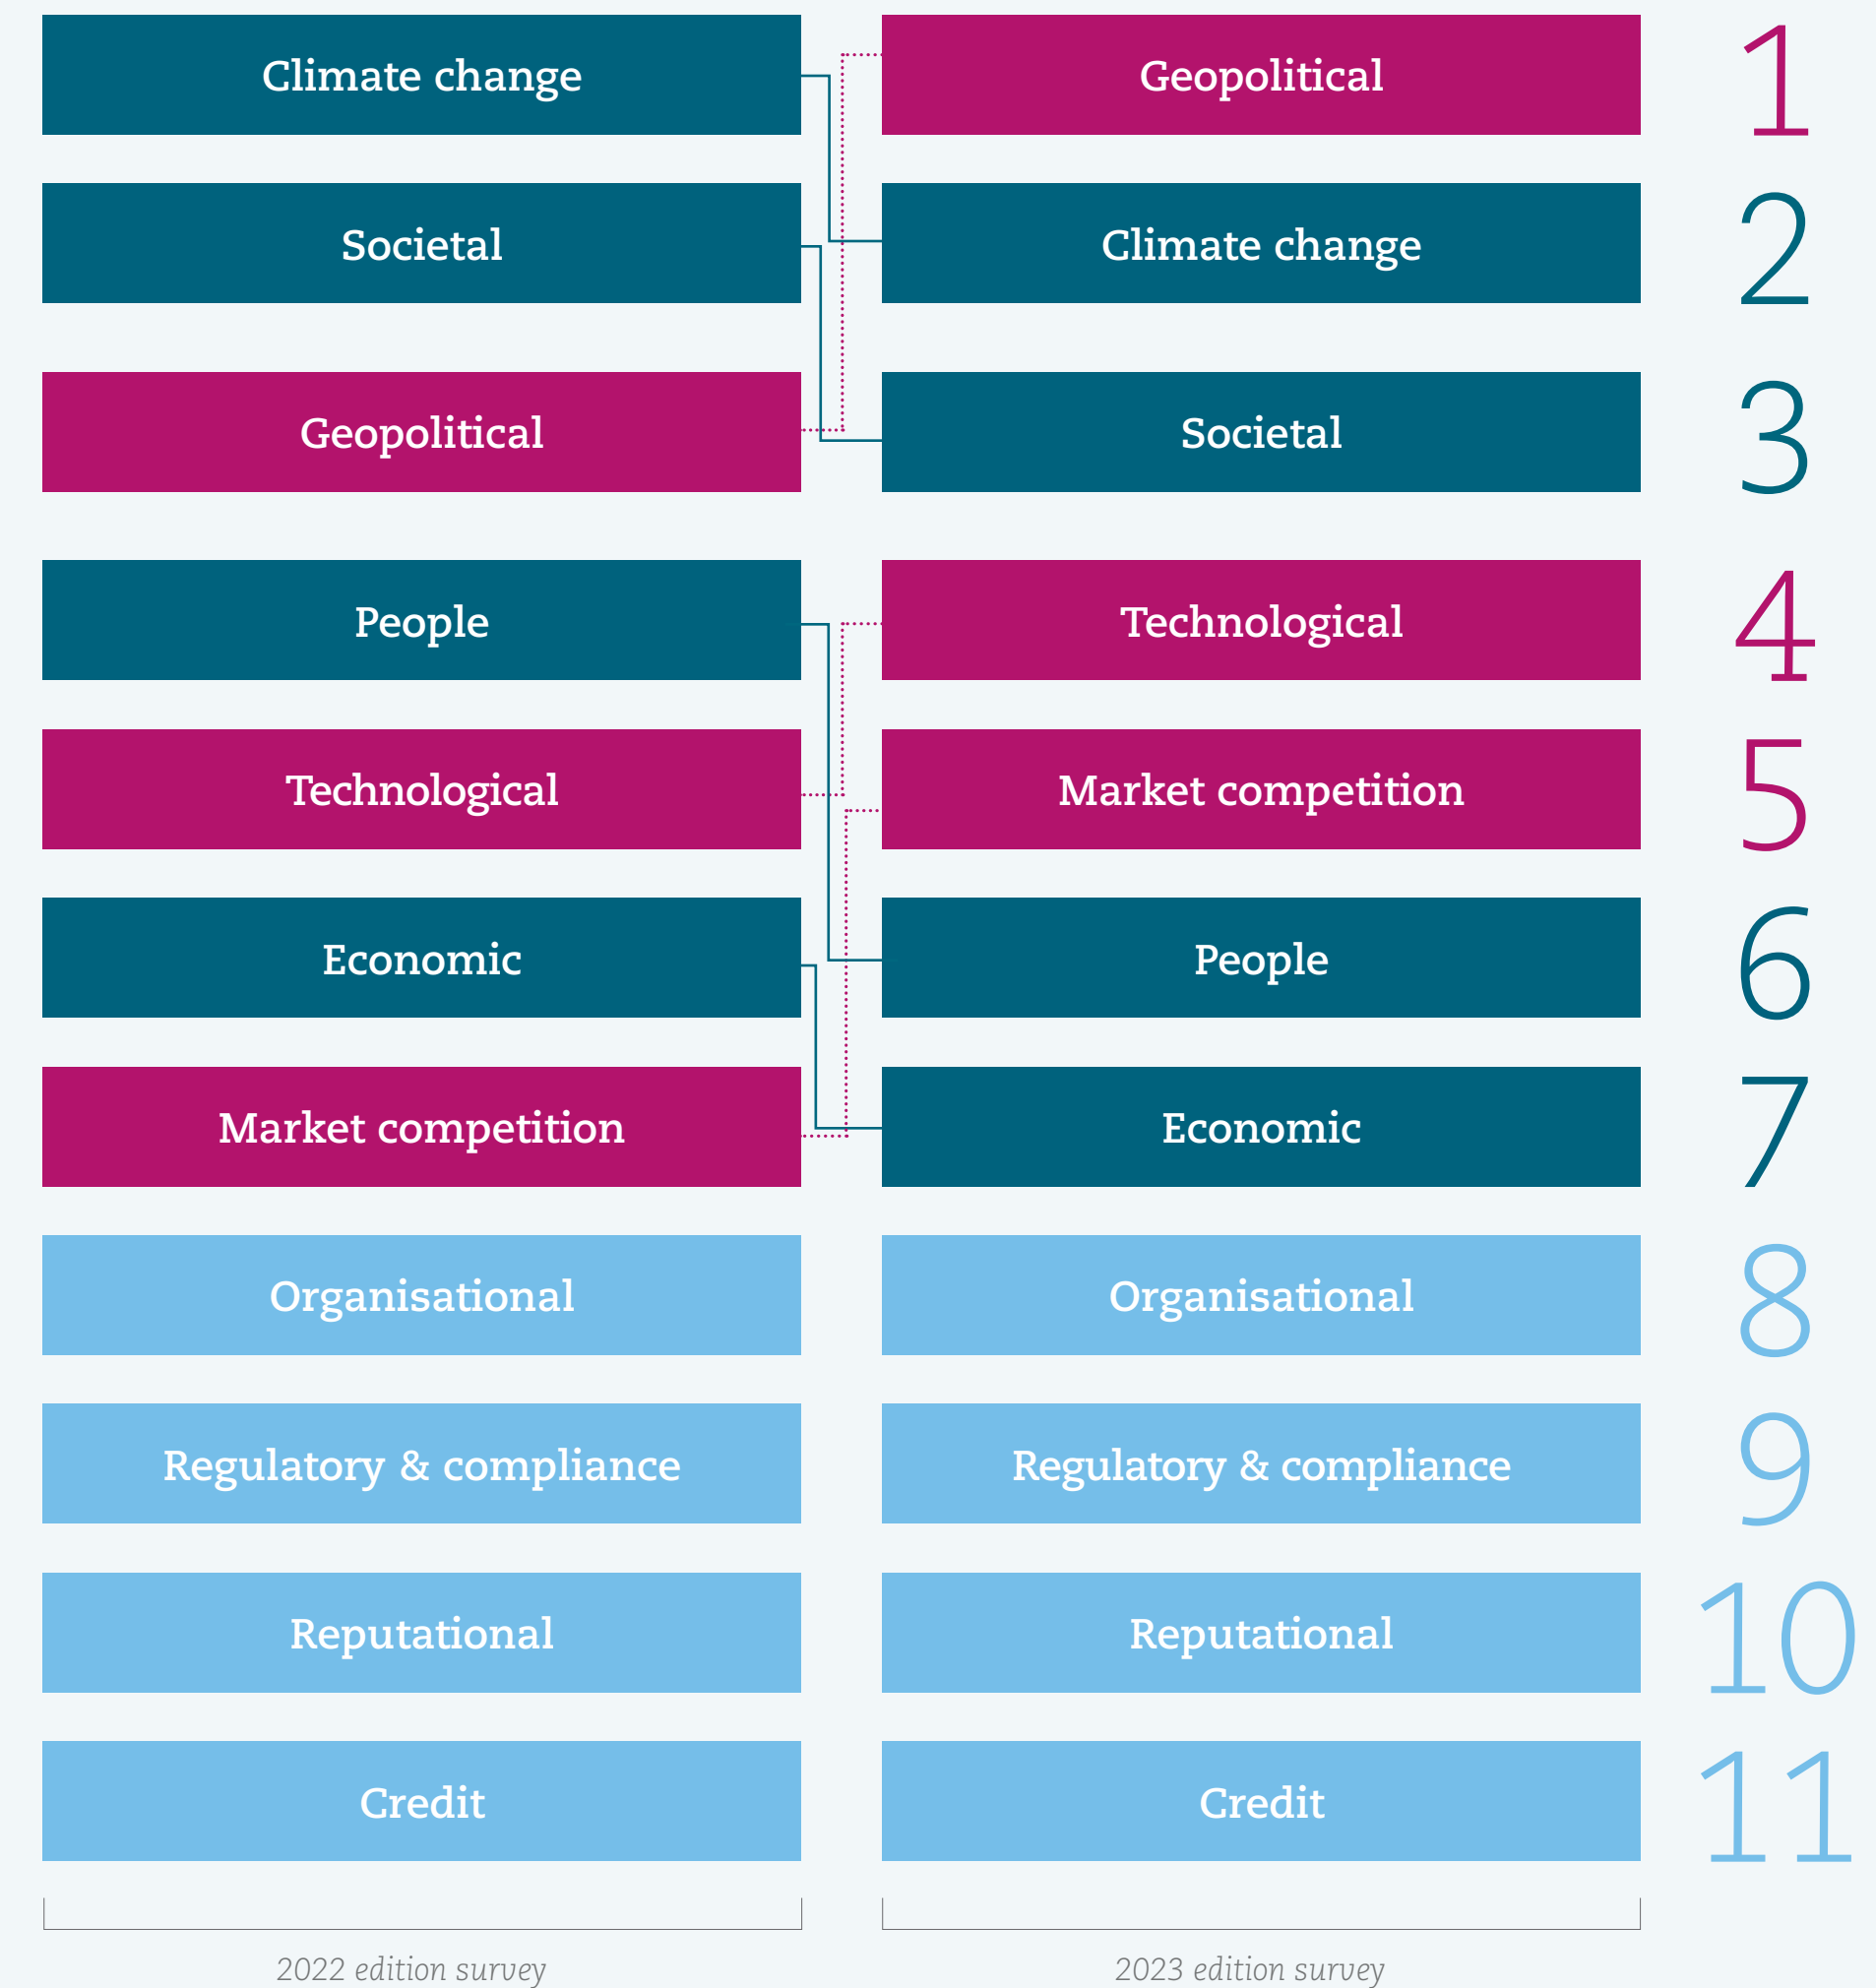 Climate change
Geopolitical
1
Societal
Climate change
2
Geopolitical
Societal
3
People
Technological
4
Technological
Market competition
5
Economic
People
6
Market competition
Economic
7
Organisational
Organisational
8
Regulatory & compliance
Regulatory & compliance
9
Reputational
Reputational
10
Credit
Credit
11
2022 edition survey
2023 edition survey